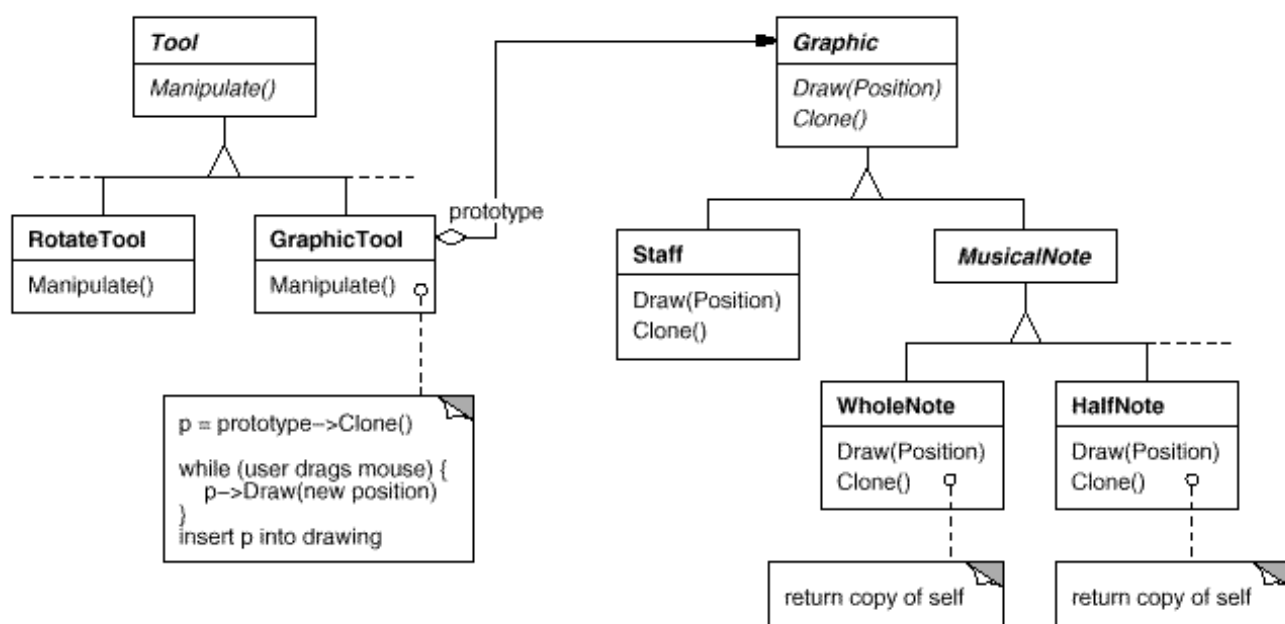 Tool
Manipulate()
Graphic
Draw(Position)
Clone()
prototype
RotateTool
Manipulate()
GraphicTool
Manipulate()
Staff
Draw(Position)
Clone()
MusicalNote
WholeNote
Draw(Position)
Clone()
HalfNote
Draw(Position)
Clone()
p = prototype->Clone()
while (user drags mouse) {
p->Draw(new position)
}
insert p into drawing
return copy of self
return copy of self